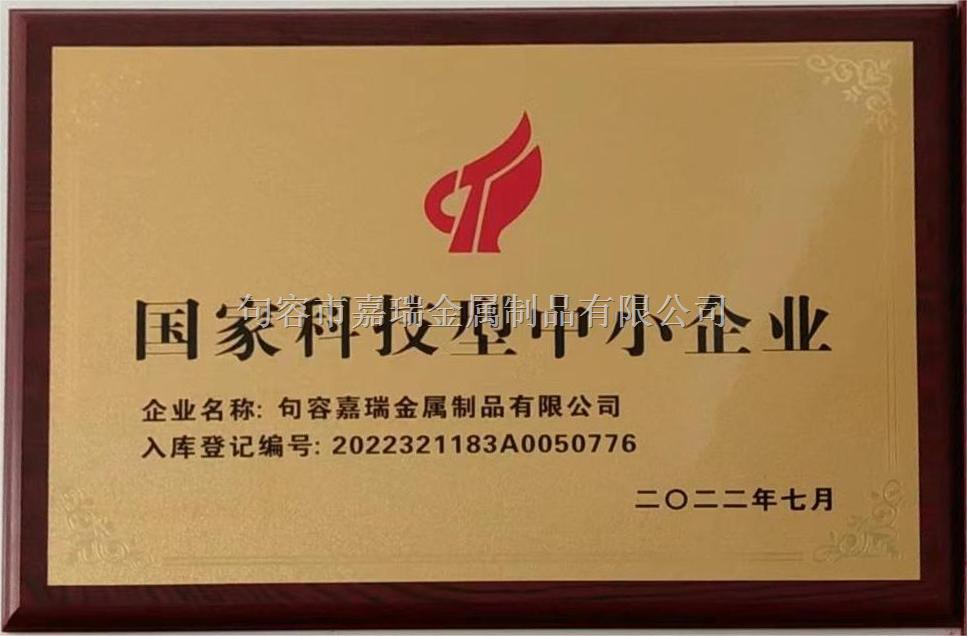 国家科技型中小企业
句容市嘉瑞金属制品有限公司
企业名称: 句容嘉瑞金属制品有限公司
入库登记编号: 2022321183A0050776
二〇二二年七月